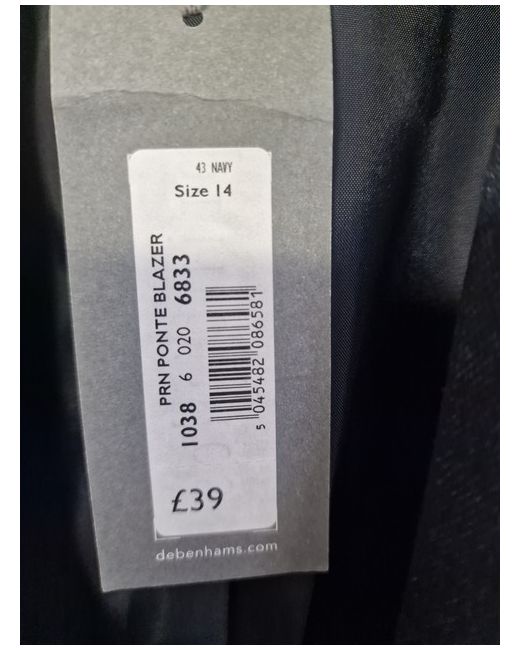 43 NAVY
Size 14
PRN PONTE BLAZER
1038 6 020 6833
5 045482 086581
£39
debenhams.com